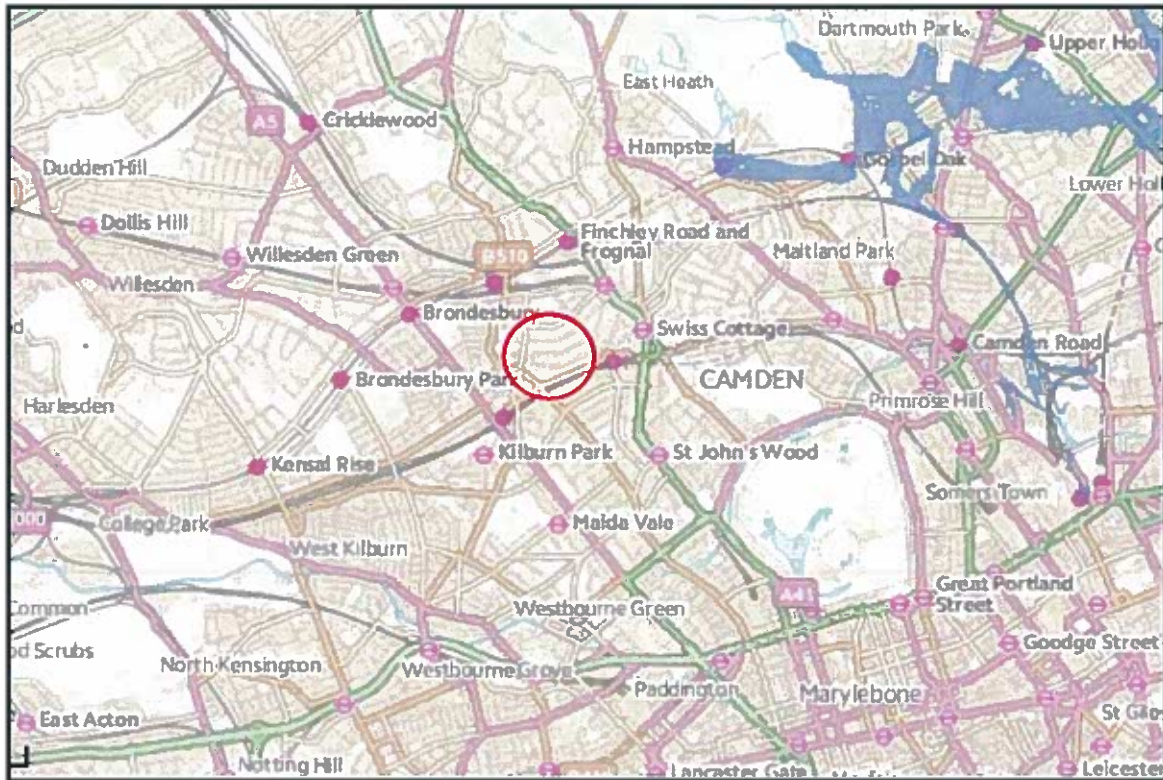 Dartmouth Park
Upper Hollo
East Heath
A5
Cricklewood
Hampstead
Gospel Oak
Dudden Hill
Lower Holl
Dollis Hill
Finchley Road and
Frognal
Willesden Green
B510
Maitland Park
Willesden
Brondesbury
Swiss Cottage
Camden Road
Brondesbury Park
CAMDEN
Harlesden
Primrose Hill
Kilburn Park
St John's Wood
Kensal Rise
Somers Town
College Park
Maida Vale
West Kilburn
Great Portland
Street
A41
Common
Westbourne Green
Goodge Street
d Scrubs
North Kensington
Westbourne Grove
Paddington
Marylebone
East Acton
St Gile
Notting Hill
Lancaster Gate
Leicester